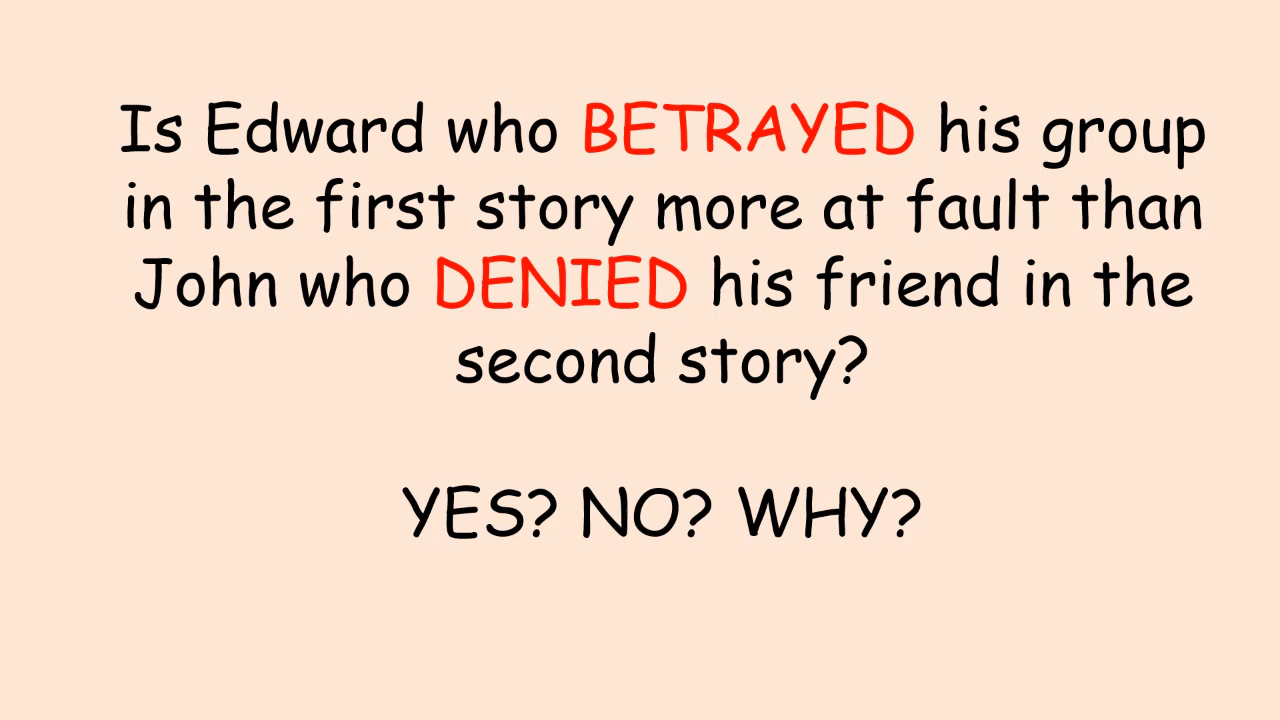 Is Edward who BETRAYED his group
in the first story more at fault than
John who DENIED his friend in the
second story?
YES? NO? WHY?